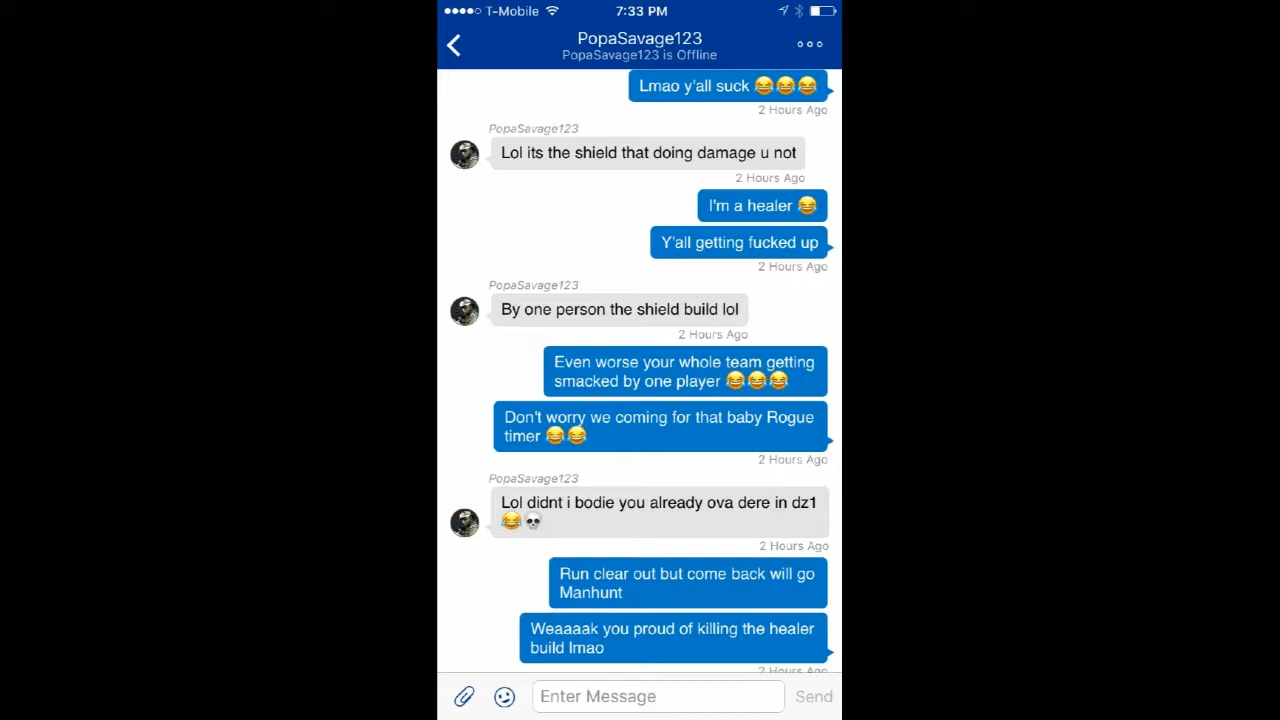 T-Mobile 7:33 PM
PopaSavage123
PopaSavage123 is Offline
Lmao y'all suck 😂😂😂
2 Hours Ago
PopaSavage123
Lol its the shield that doing damage u not
2 Hours Ago
I'm a healer 😂
Y'all getting fucked up
2 Hours Ago
PopaSavage123
By one person the shield build lol
2 Hours Ago
Even worse your whole team getting
smacked by one player 😂😂😂
Don't worry we coming for that baby Rogue
timer 😂😂
2 Hours Ago
PopaSavage123
Lol didnt i bodie you already ova dere in dz1
😂💀
2 Hours Ago
Run clear out but come back will go
Manhunt
Weaaaak you proud of killing the healer
build lmao
2 Hours Ago
Enter Message Send